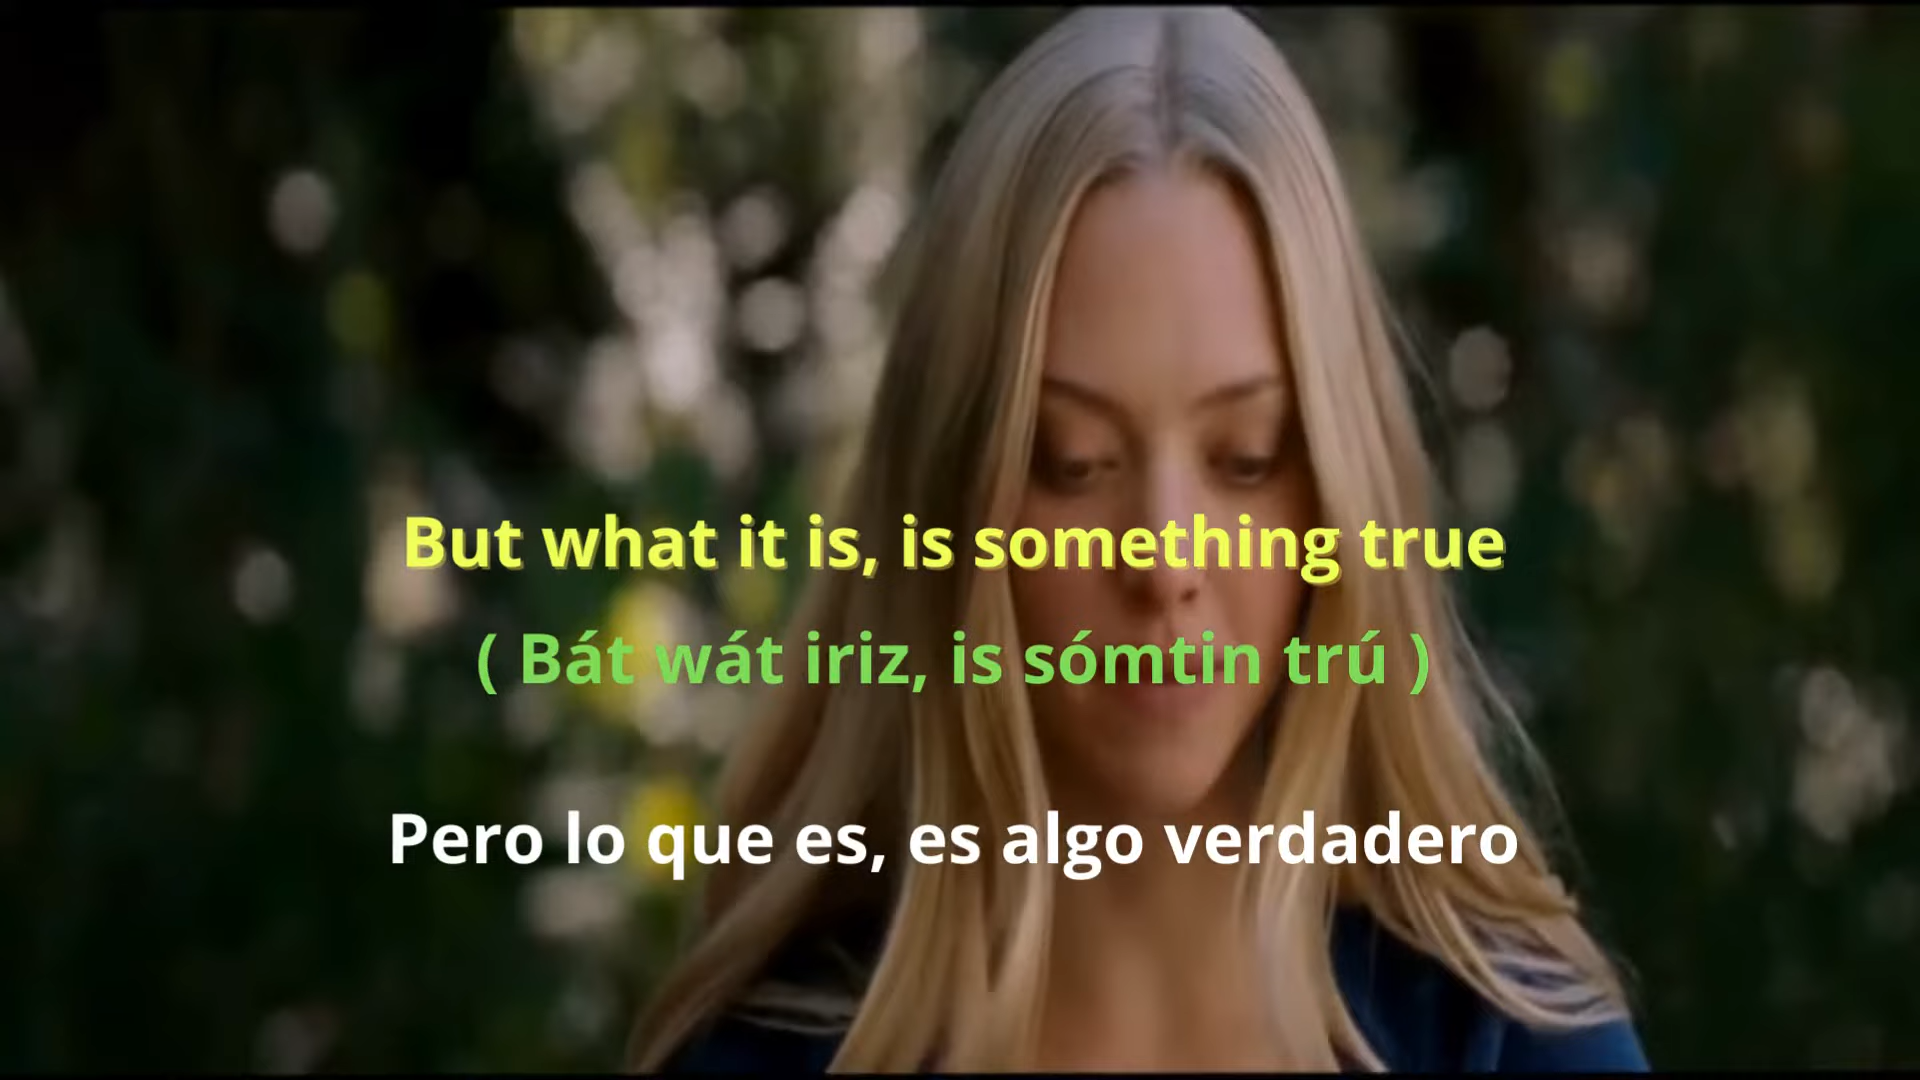 But what it is, is something true
( Bát wát iriz, is sómtin trú )
Pero lo que es, es algo verdadero